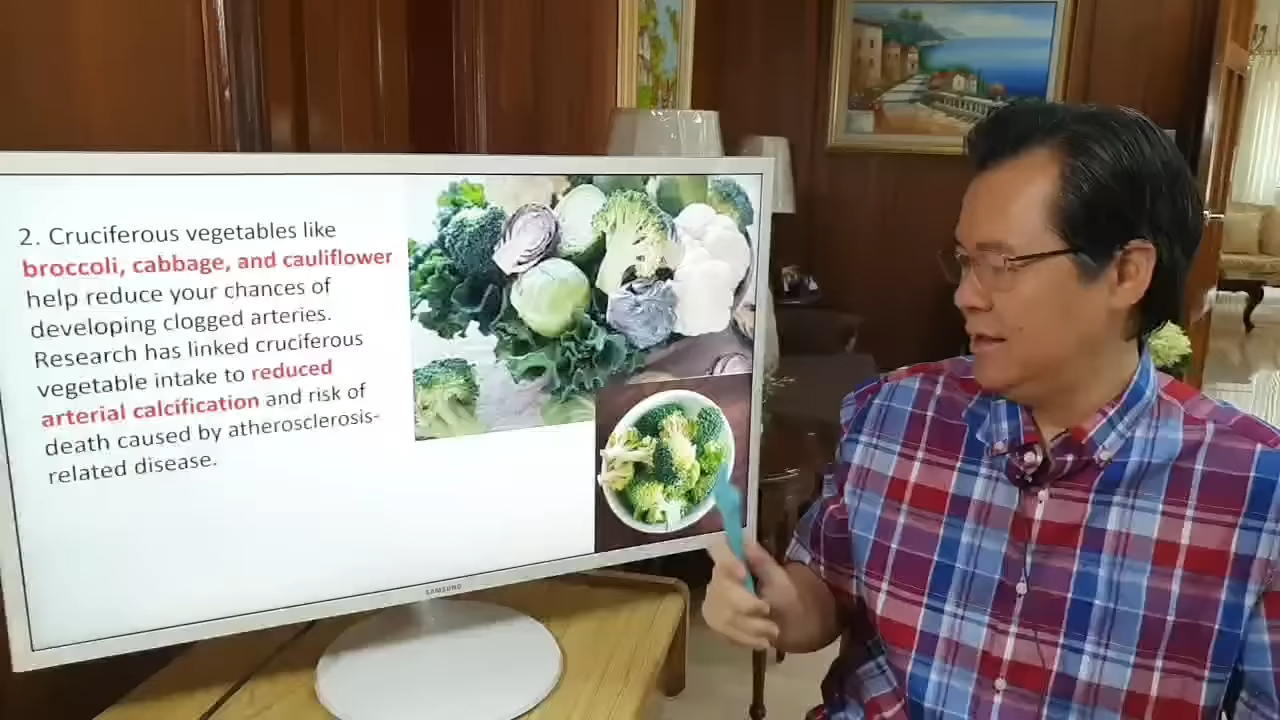 2. Cruciferous vegetables like
broccoli, cabbage, and cauliflower
help reduce your chances of
developing clogged arteries.
Research has linked cruciferous
vegetable intake to reduced
arterial calcification and risk of
death caused by atherosclerosis-
related disease.
SAMSUNG